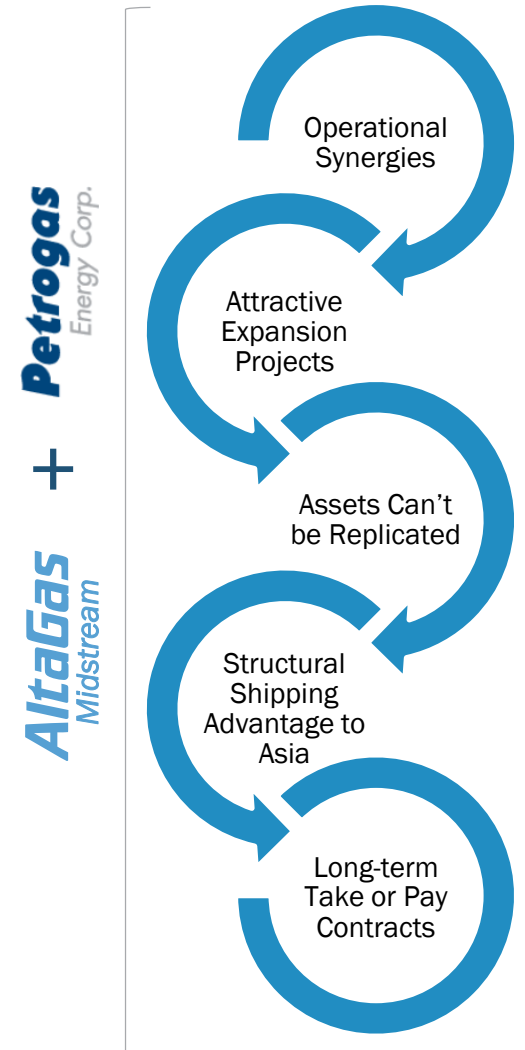 AltaGas
Midstream
+
Petrogas
Energy Corp.
Operational
Synergies
Attractive
Expansion
Projects
Assets Can’t
be Replicated
Structural
Shipping
Advantage to
Asia
Long-term
Take or Pay
Contracts